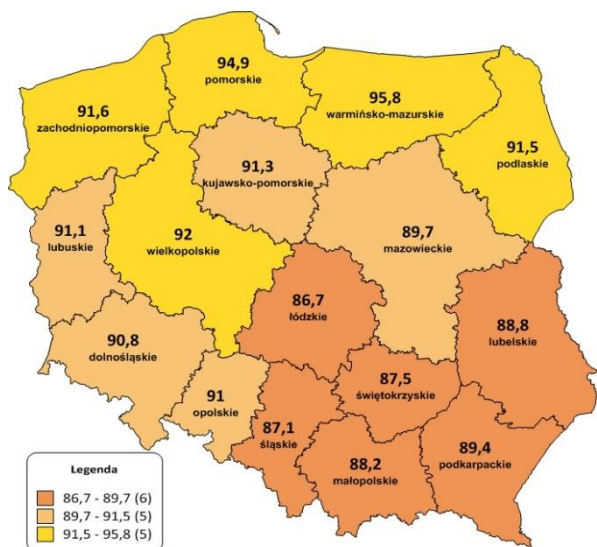 94,9
pomorskie
95,8
warmińsko-mazurskie
91,6
zachodniopomorskie
91,5
podlaskie
91,3
kujawsko-pomorskie
91,1
lubuskie
92
wielkopolskie
89,7
mazowieckie
86,7
łódzkie
88,8
lubelskie
90,8
dolnośląskie
91
opolskie
87,5
świętokrzyskie
87,1
śląskie
88,2
małopolskie
89,4
podkarpackie
Legenda
86,7 - 89,7 (6)
89,7 - 91,5 (5)
91,5 - 95,8 (5)